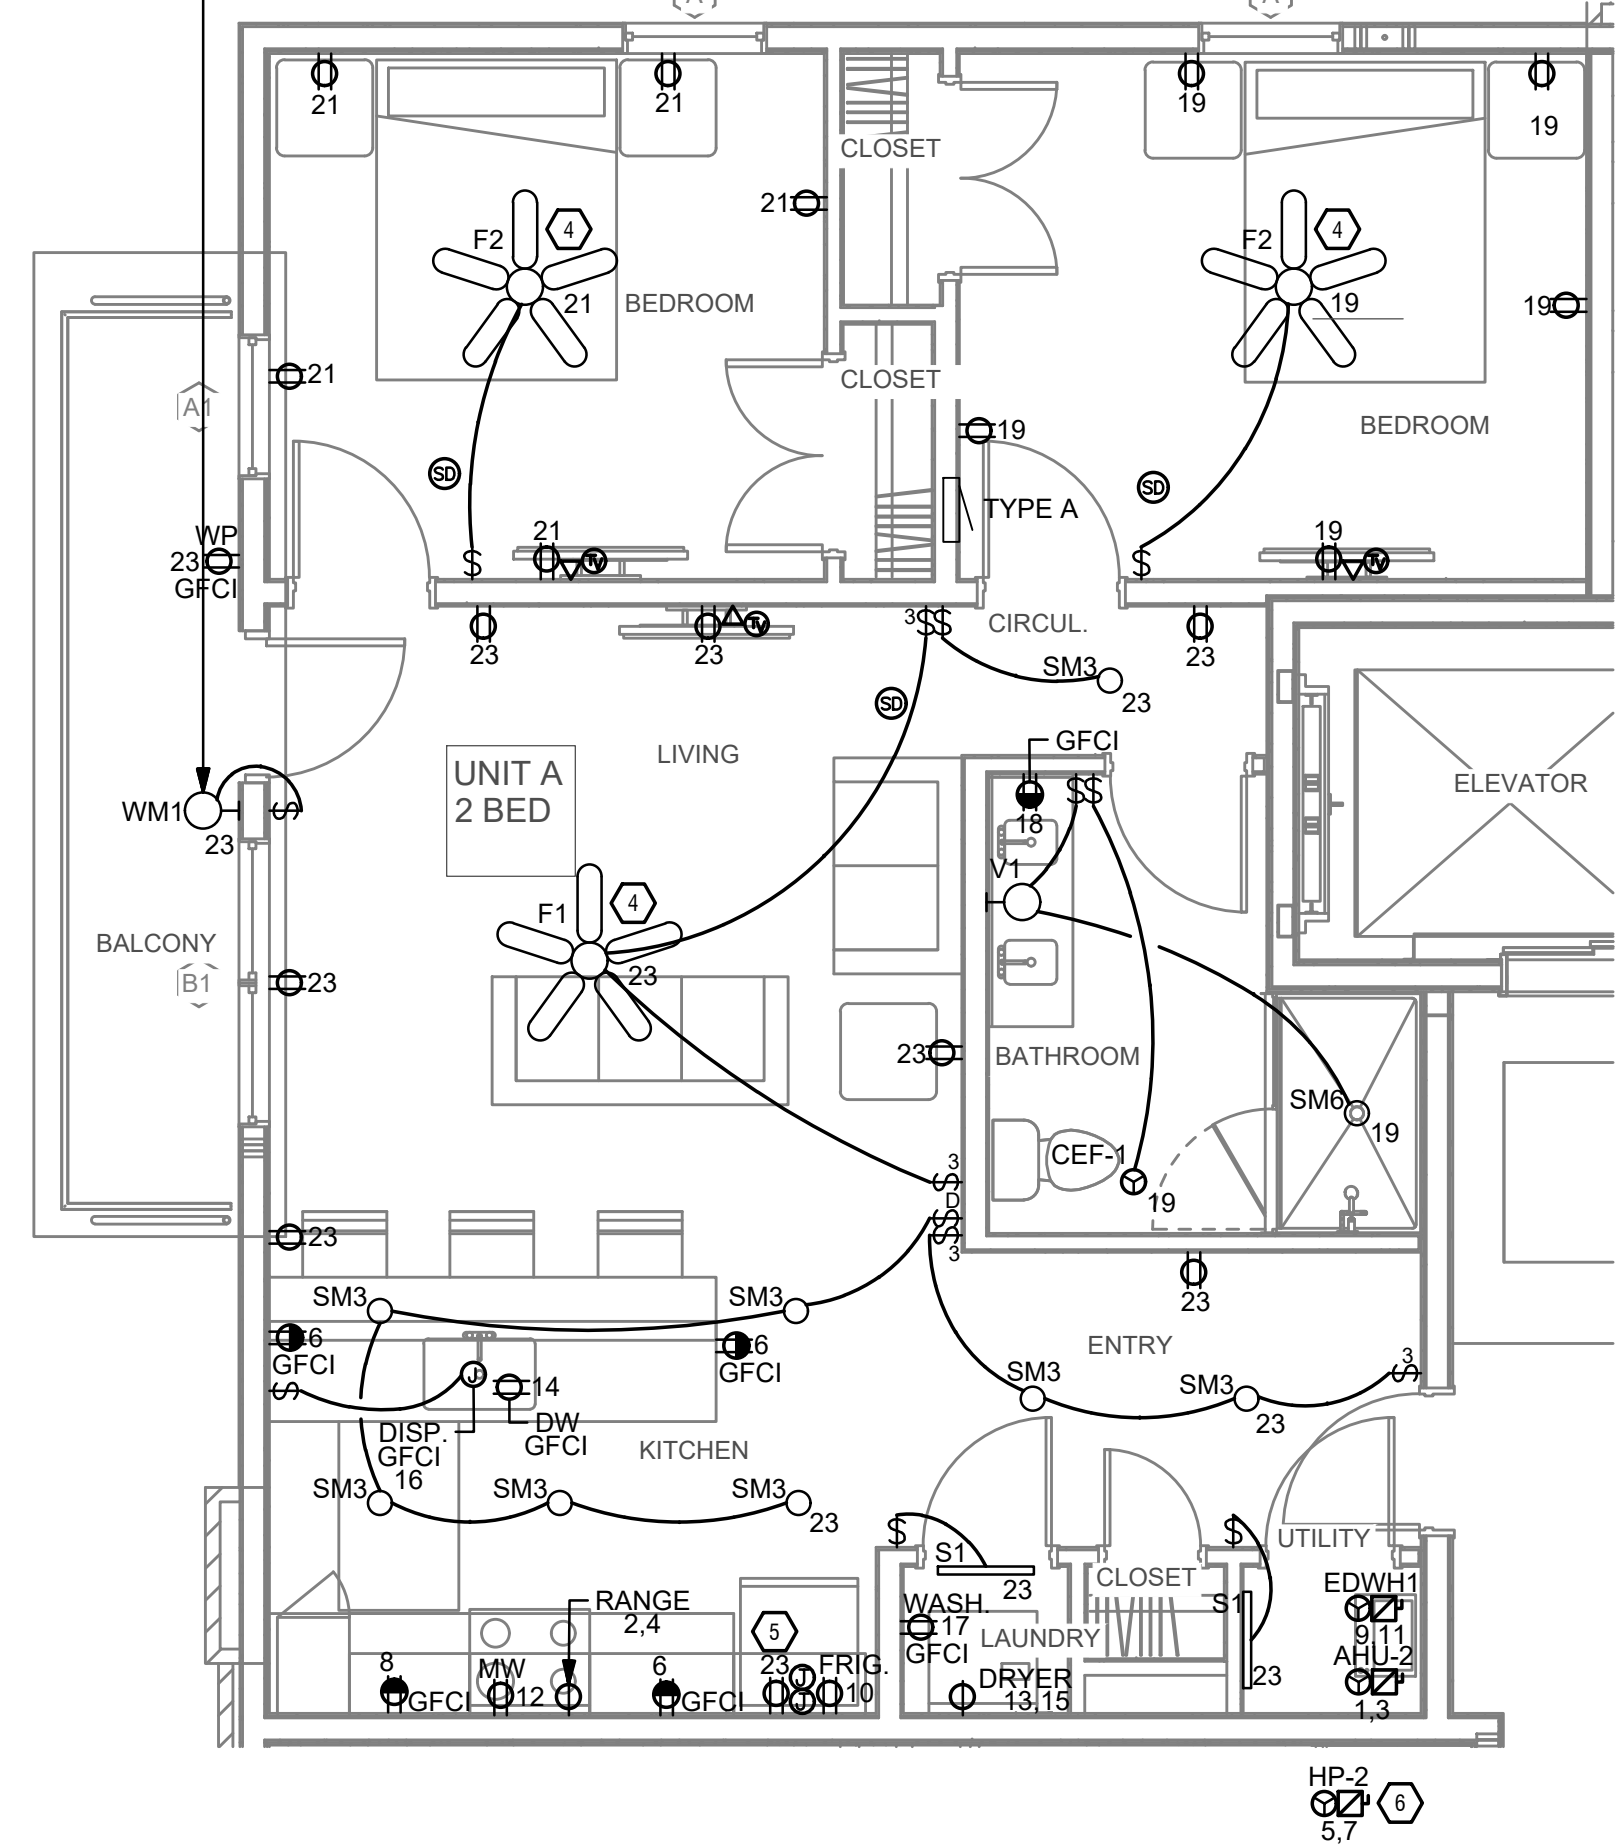 A
A
21
21
19
19
CLOSET
21
F2
4
21
BEDROOM
F2
4
19
19
21
CLOSET
A1
19
BEDROOM
SD
SD
TYPE A
WP
23
GFCI
$
21
TV
$
19
TV
23
23
TV
3
$$
CIRCUL.
23
SM3
23
SD
GFCI
LIVING
UNIT A
2 BED
ELEVATOR
$$
18
WM1
$
23
V1
F1
4
BALCONY
23
B1
23
23
BATHROOM
SM6
19
CEF-1
19
3
$
D
$
$
3
23
23
SM3
SM3
6
GFCI
6
GFCI
ENTRY
3
$
SM3
SM3
23
$
J
14
DISP.
GFCI
16
DW
GFCI
KITCHEN
SM3
SM3
SM3
23
$
$
UTILITY
S1
23
CLOSET
S1
EDWH1
9,11
RANGE
2,4
WASH.
17
GFCI
LAUNDRY
5
AHU-2
1,3
8
GFCI
MW
12
6
GFCI
23
J
J
FRIG.
10
DRYER
13,15
23
HP-2
6
5,7